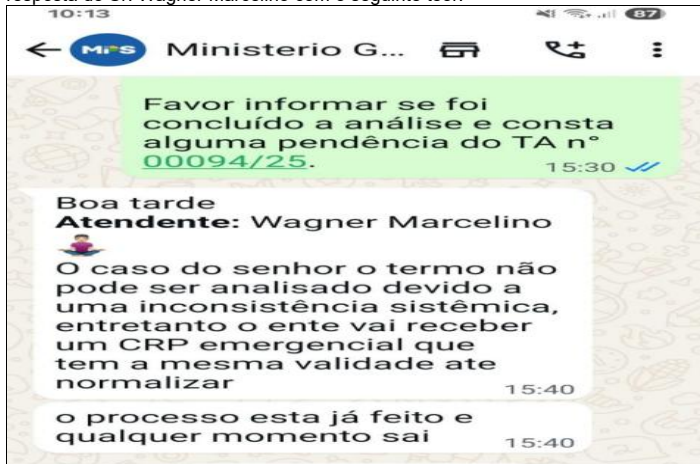 10:13
87
MPS Ministerio G...
Favor informar se foi
concluído a análise e consta
alguma pendência do TA n°
00094/25.
15:30
Boa tarde
Atendente: Wagner Marcelino
O caso do senhor o termo não
pode ser analisado devido a
uma inconsistência sistêmica,
entretanto o ente vai receber
um CRP emergencial que
tem a mesma validade ate
normalizar
15:40
o processo esta já feito e
qualquer momento sai
15:40